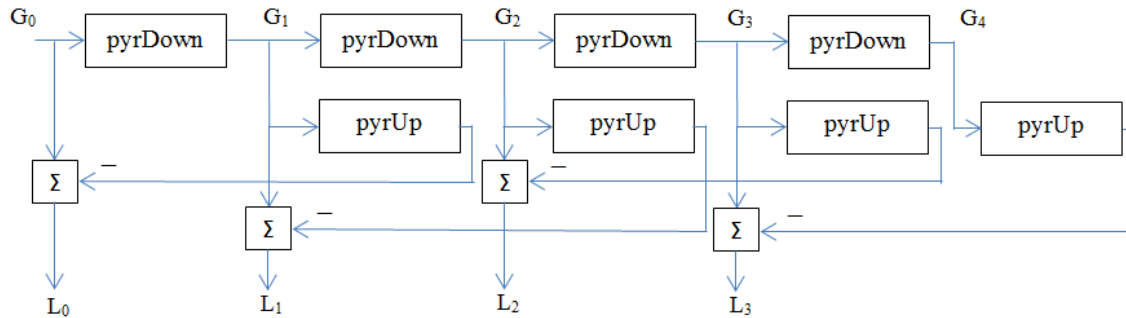 G₀ G₁ G₂ G₃ G₄
pyrDown pyrDown pyrDown pyrDown
pyrUp pyrUp pyrUp pyrUp
− −
Σ Σ
− −
Σ Σ
L₀ L₁ L₂ L₃